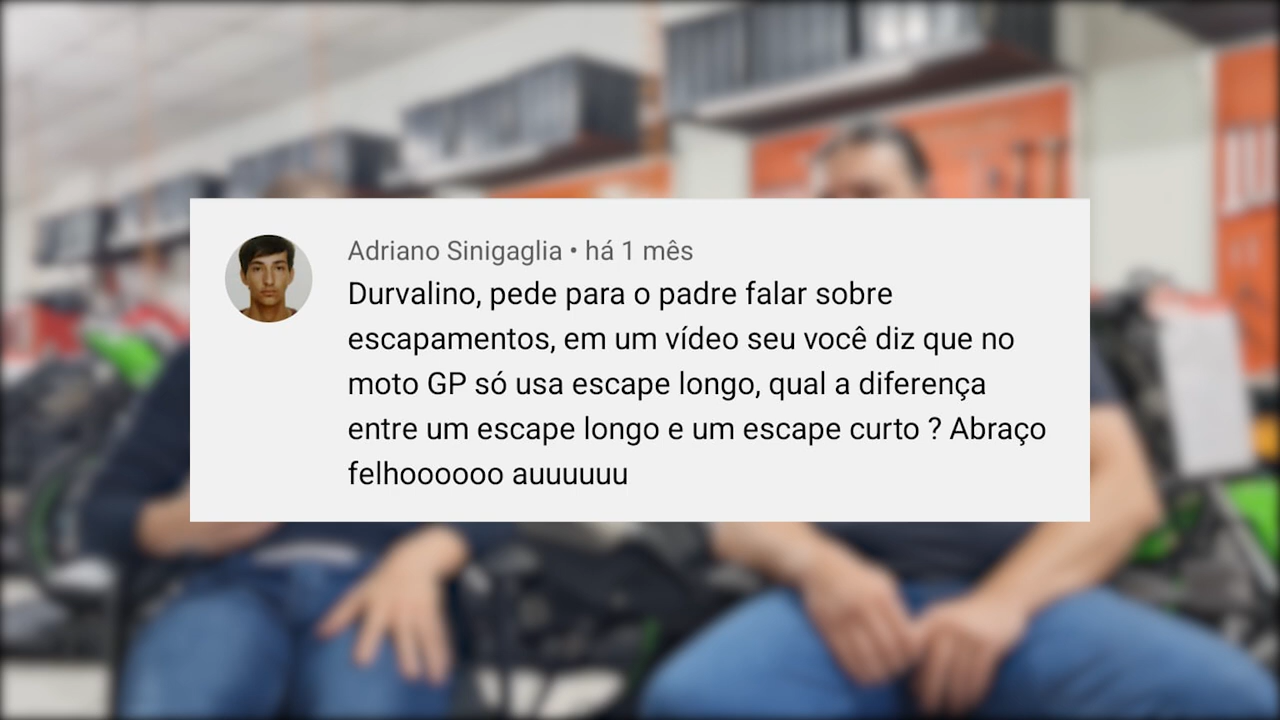 Adriano Sinigaglia • há 1 mês
Durvalino, pede para o padre falar sobre
escapamentos, em um vídeo seu você diz que no
moto GP só usa escape longo, qual a diferença
entre um escape longo e um escape curto ? Abraço
felhoooooo auuuuuu